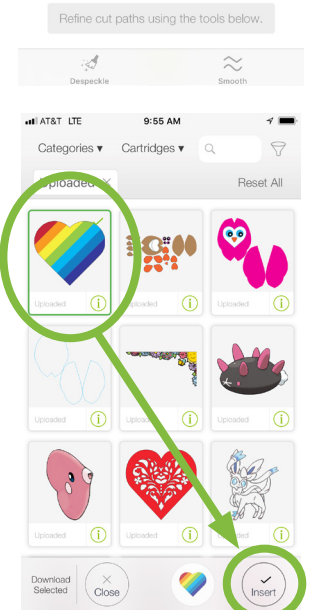 Refine cut paths using the tools below.
Despeckle Smooth
AT&T LTE 9:55 AM
Categories ▾ Cartridges ▾
Uploaded ×
Reset All
Uploaded i Uploaded i Uploaded i
Uploaded i Uploaded i Uploaded i
Uploaded i Uploaded i Uploaded i
Download
Selected
Close
Insert